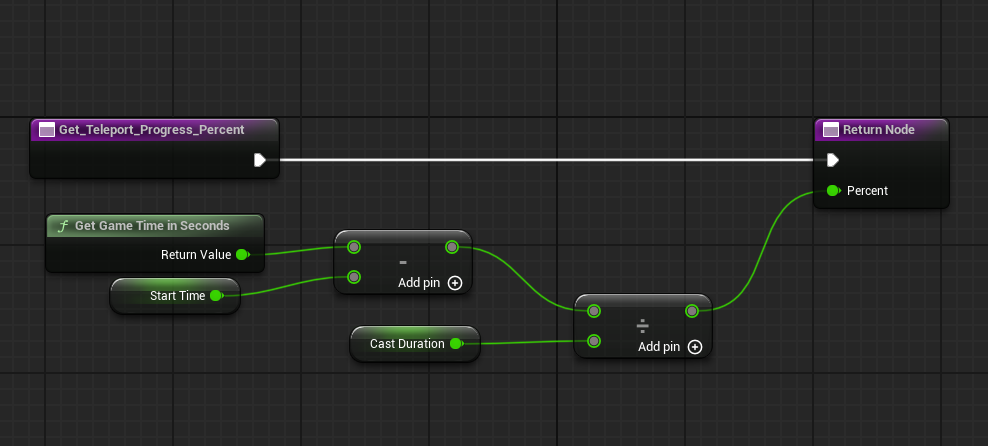 Get_Teleport_Progress_Percent
Return Node
Percent
f Get Game Time in Seconds
Return Value
-
Add pin
Start Time
÷
Add pin
Cast Duration